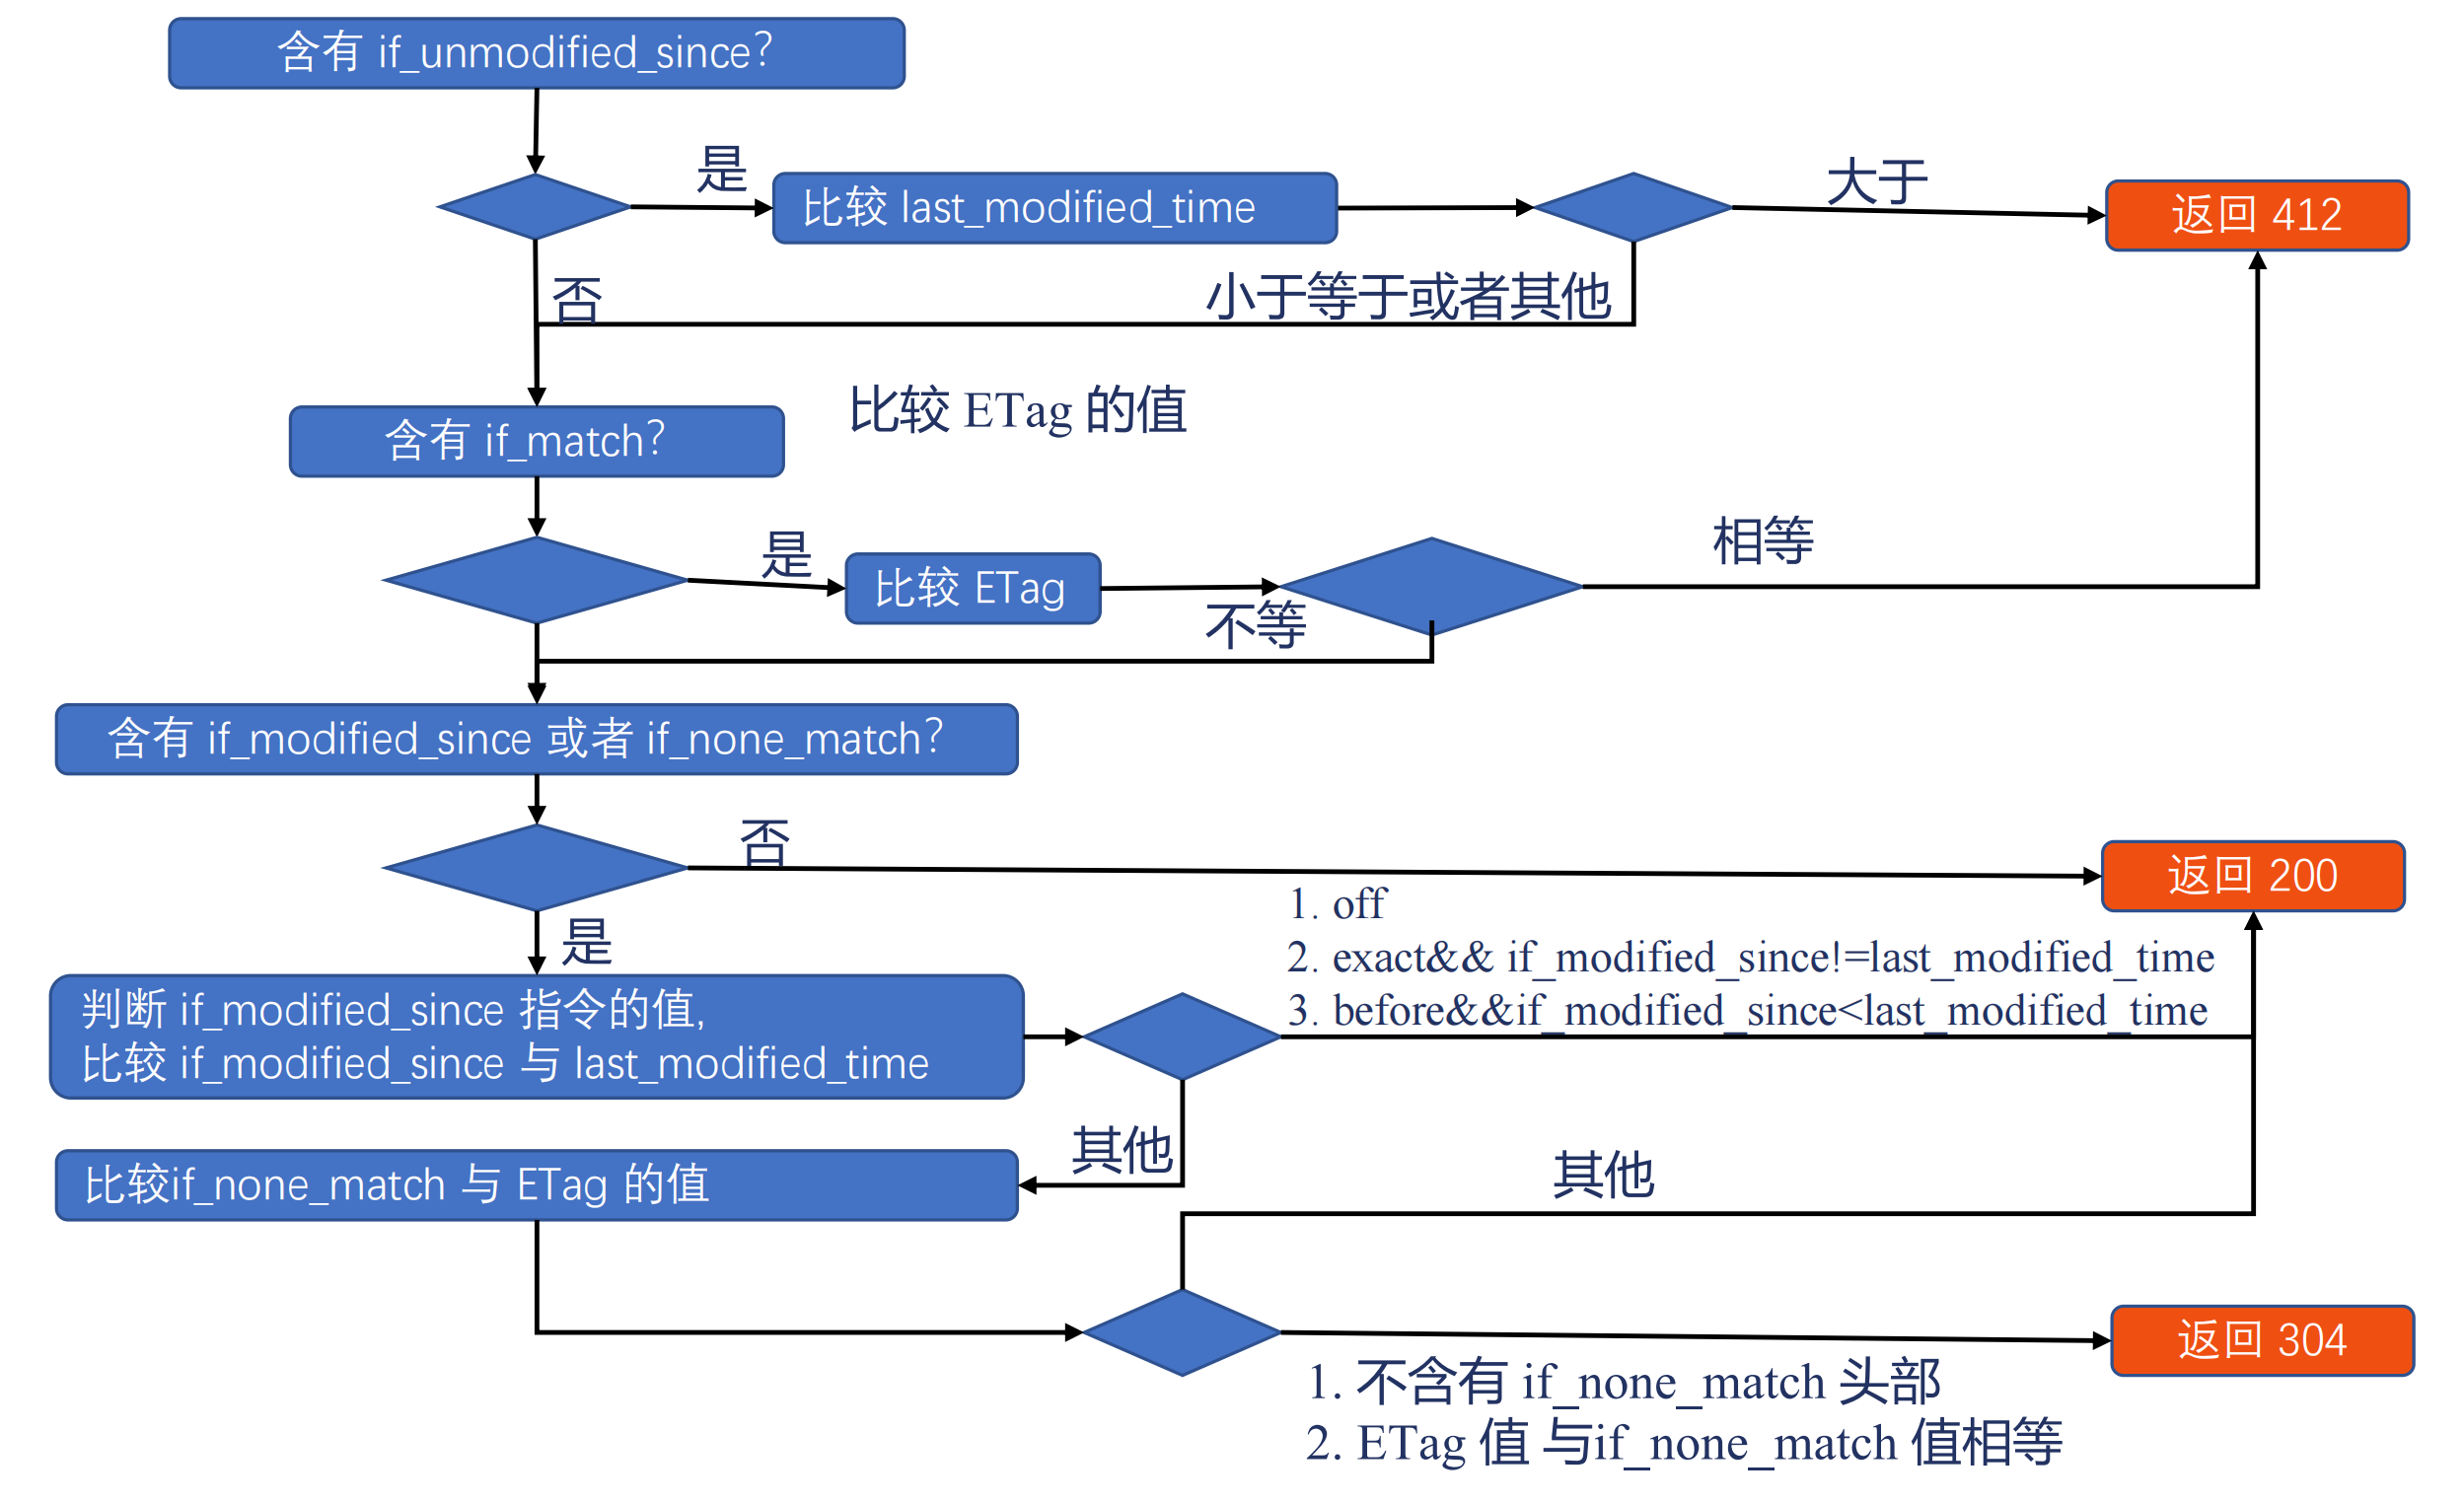 含有 if_unmodified_since?
是
比较 last_modified_time
大于
返回 412
否
小于等于或者其他
含有 if_match?
比较 ETag 的值
是
比较 ETag
相等
不等
含有 if_modified_since 或者 if_none_match?
否
返回 200
是
1. off
2. exact&& if_modified_since!=last_modified_time
3. before&&if_modified_since<last_modified_time
判断 if_modified_since 指令的值,
比较 if_modified_since 与 last_modified_time
其他
比较if_none_match 与 ETag 的值
其他
返回 304
1. 不含有 if_none_match 头部
2. ETag 值 与if_none_match 值相等